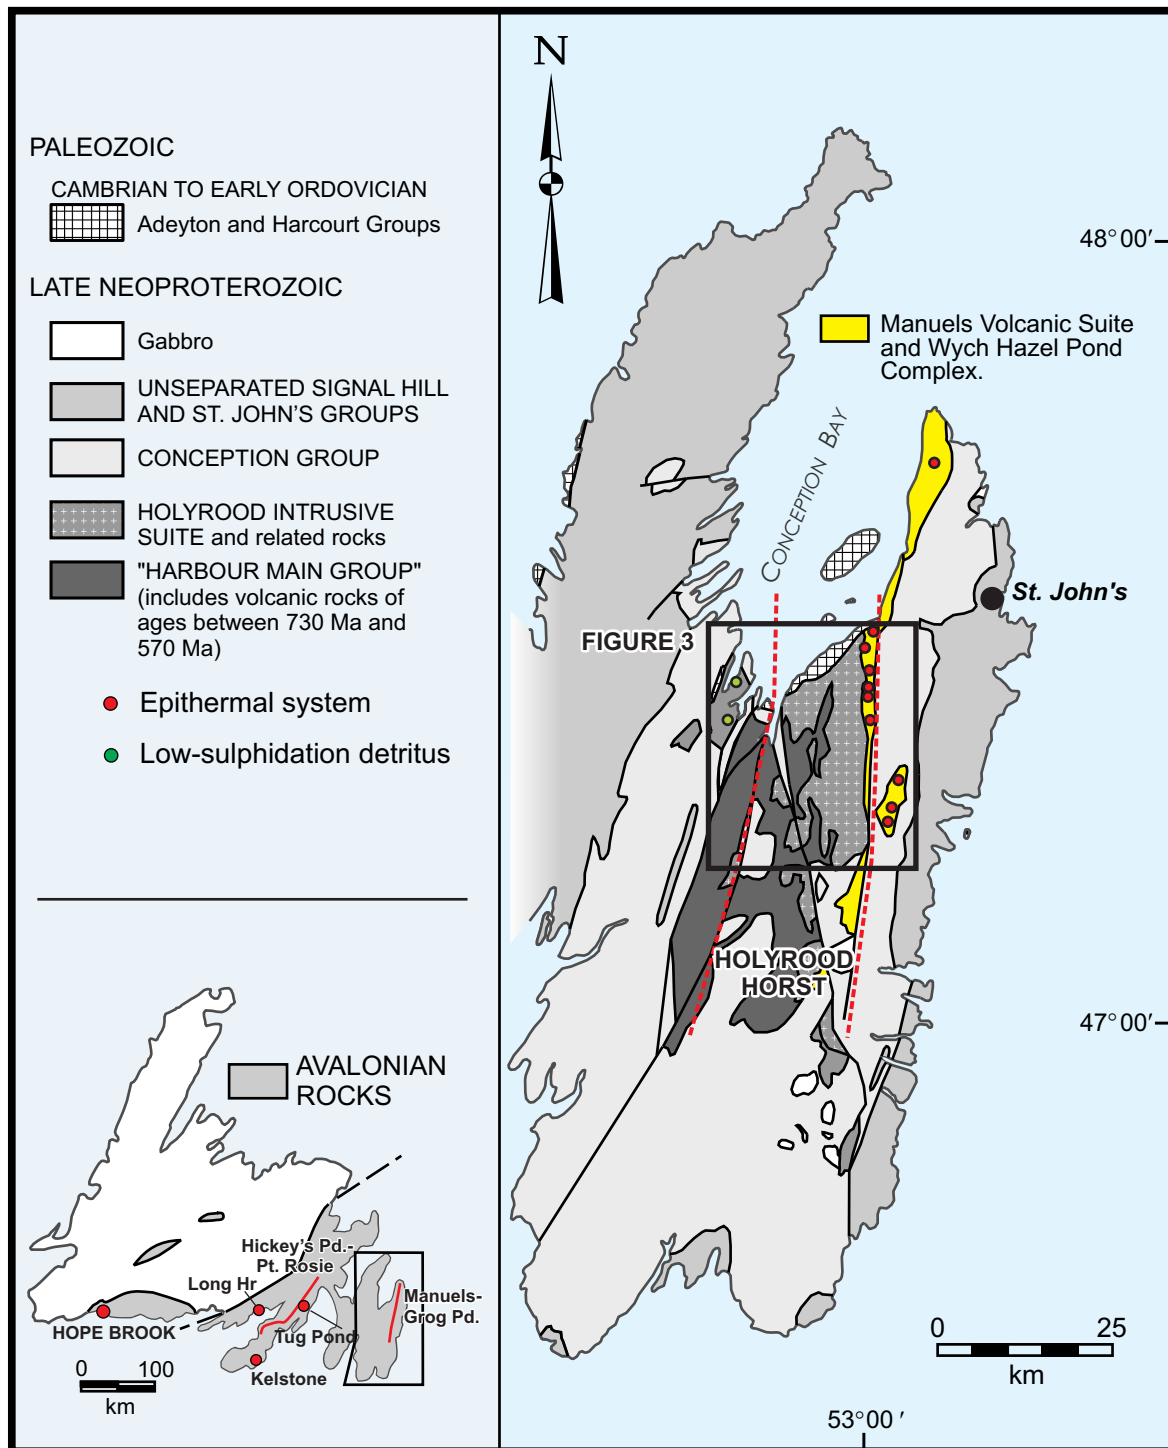 PALEOZOIC
CAMBRIAN TO EARLY ORDOVICIAN
Adeyton and Harcourt Groups
LATE NEOPROTEROZOIC
Gabbro
UNSEPARATED SIGNAL HILL
AND ST. JOHN'S GROUPS
CONCEPTION GROUP
HOLYROOD INTRUSIVE
SUITE and related rocks
"HARBOUR MAIN GROUP"
(includes volcanic rocks of
ages between 730 Ma and
570 Ma)
Epithermal system
Low-sulphidation detritus
AVALONIAN
ROCKS
Hickey's Pd.-
Pt. Rosie
Long Hr
Manuels-
Grog Pd.
HOPE BROOK
Tug Pond
Kelstone
0 100
km
N
48°00'
Manuels Volcanic Suite
and Wych Hazel Pond
Complex.
CONCEPTION BAY
St. John's
FIGURE 3
HOLYROOD
HORST
47°00'
0 25
km
53°00 '